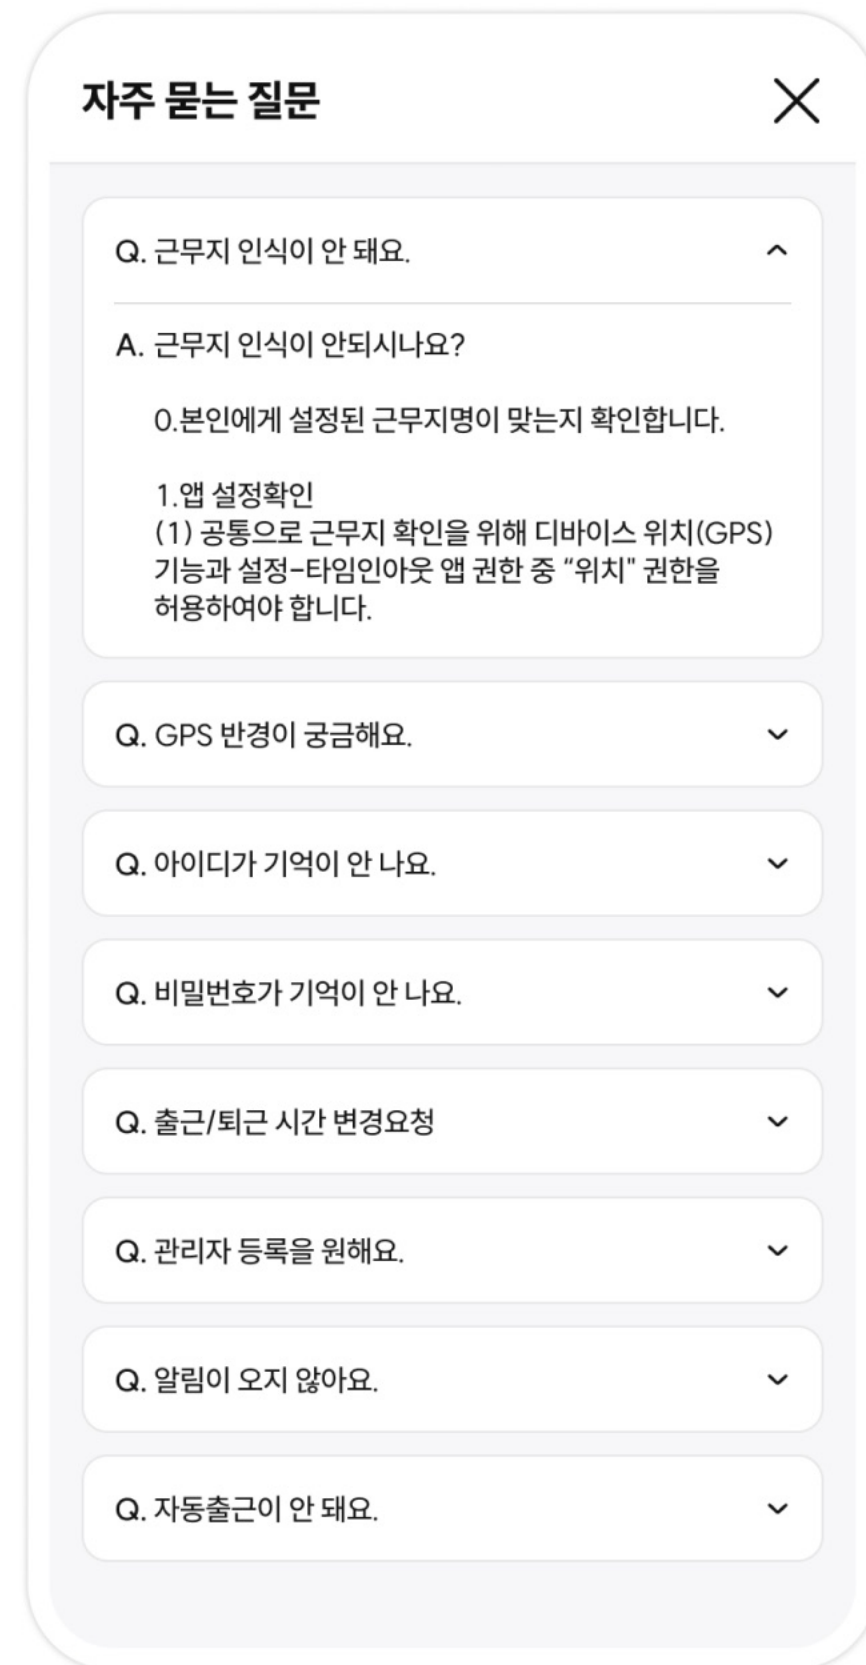 자주 묻는 질문
Q. 근무지 인식이 안 돼요.
A. 근무지 인식이 안되시나요?
0.본인에게 설정된 근무지명이 맞는지 확인합니다.
1.앱 설정확인
(1) 공통으로 근무지 확인을 위해 디바이스 위치(GPS)
기능과 설정-타임인아웃 앱 권한 중 “위치" 권한을
허용하여야 합니다.
Q. GPS 반경이 궁금해요.
Q. 아이디가 기억이 안 나요.
Q. 비밀번호가 기억이 안 나요.
Q. 출근/퇴근 시간 변경요청
Q. 관리자 등록을 원해요.
Q. 알림이 오지 않아요.
Q. 자동출근이 안 돼요.